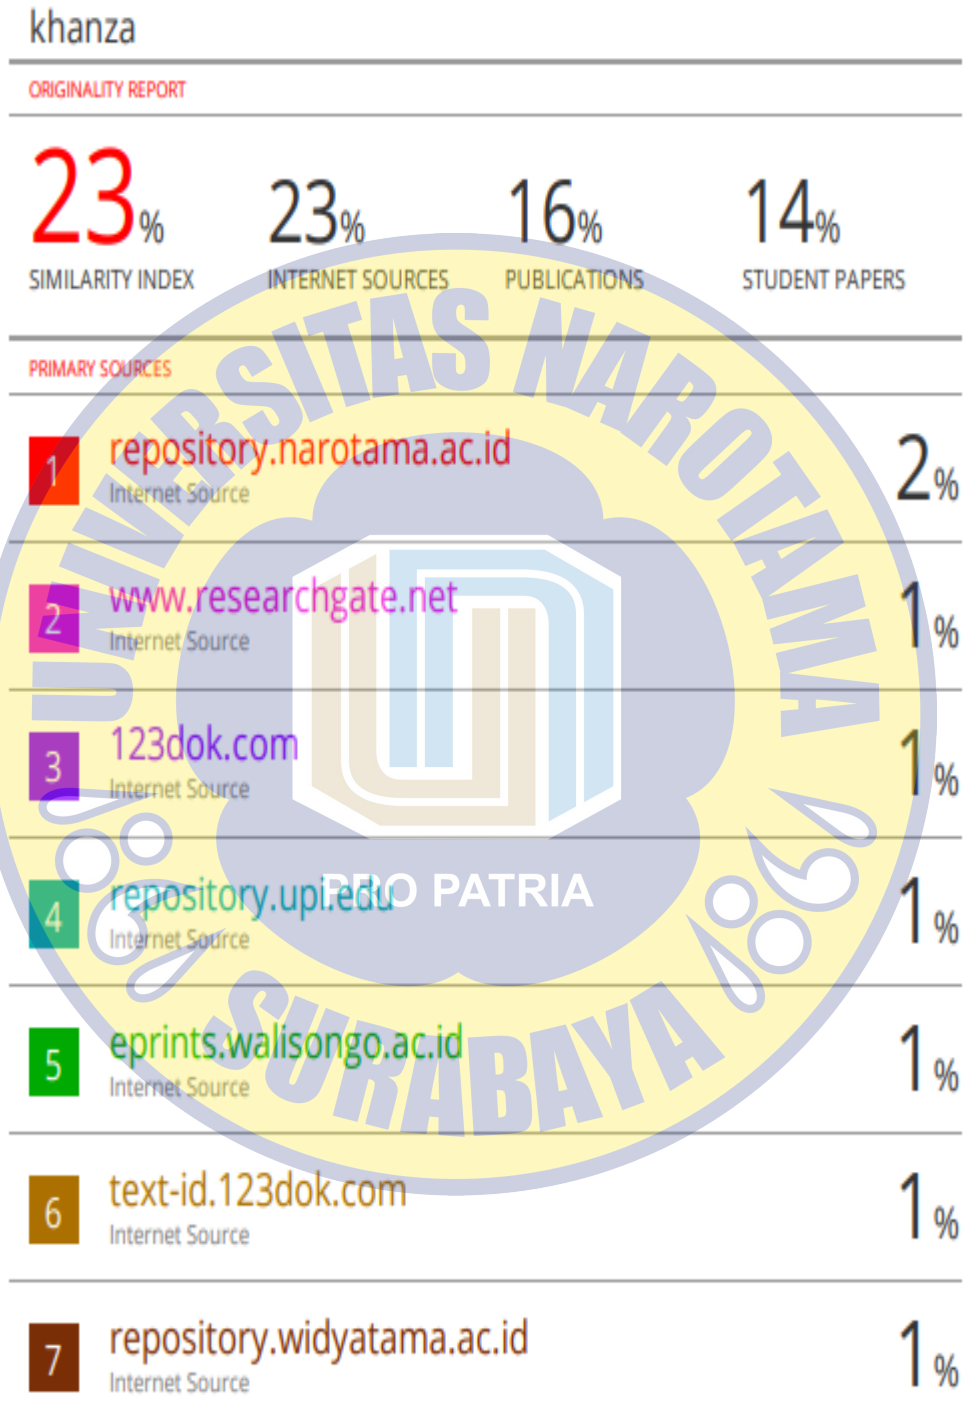 khanza
ORIGINALITY REPORT
23% 23% 16% 14%
SIMILARITY INDEX INTERNET SOURCES PUBLICATIONS STUDENT PAPERS
PRIMARY SOURCES
1 repository.narotama.ac.id 2%
Internet Source
2 www.researchgate.net 1%
Internet Source
3 123dok.com 1%
Internet Source
4 repository.upi.edu 1%
Internet Source
5 eprints.walisongo.ac.id 1%
Internet Source
6 text-id.123dok.com 1%
Internet Source
7 repository.widyatama.ac.id 1%
Internet Source
UNIVERSITAS NAROTAMA
PRO PATRIA
SURABAYA